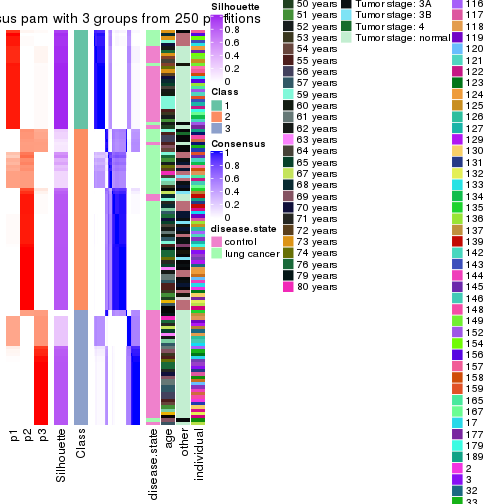 sus pam with 3 groups from 250 partitions
Silhouette
1
0.8
0.6
0.4
0.2
0
Class
1
2
3
Consensus
1
0.8
0.6
0.4
0.2
0
disease.state
control
lung cancer
50 years
51 years
52 years
53 years
54 years
55 years
56 years
57 years
59 years
60 years
61 years
62 years
63 years
64 years
65 years
67 years
68 years
69 years
70 years
71 years
72 years
73 years
74 years
76 years
79 years
80 years
Tumor stage: 3A
Tumor stage: 3B
Tumor stage: 4
Tumor stage: normal
116
117
118
119
120
121
122
123
124
125
126
127
129
130
131
132
133
134
135
136
137
139
142
143
144
145
146
148
149
152
154
156
157
158
159
165
167
17
177
179
189
2
3
32
33
p1
p2
p3
Silhouette
Class
disease.state
age
other
individual